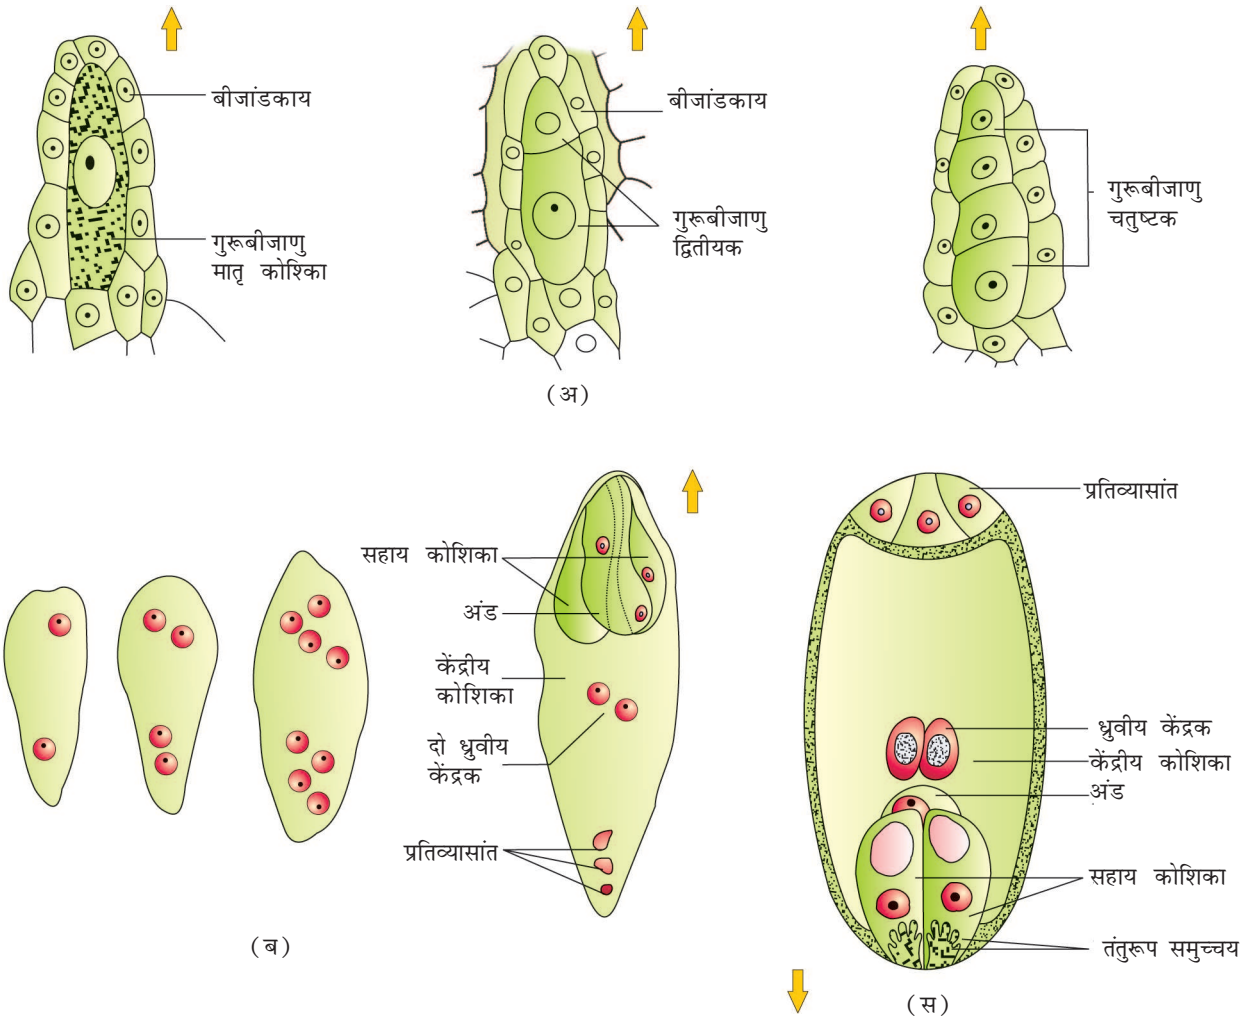 बीजांडकाय
गुरूबीजाणु
मातृ कोशिका
बीजांडकाय
गुरूबीजाणु
द्वितीयक
गुरूबीजाणु
चतुष्टक
(अ)
सहाय कोशिका
अंड
केंद्रीय
कोशिका
दो ध्रुवीय
केंद्रक
प्रतिव्यासांत
(ब)
प्रतिव्यासांत
ध्रुवीय केंद्रक
केंद्रीय कोशिका
अंड
सहाय कोशिका
तंतुरूप समुच्चय
(स)